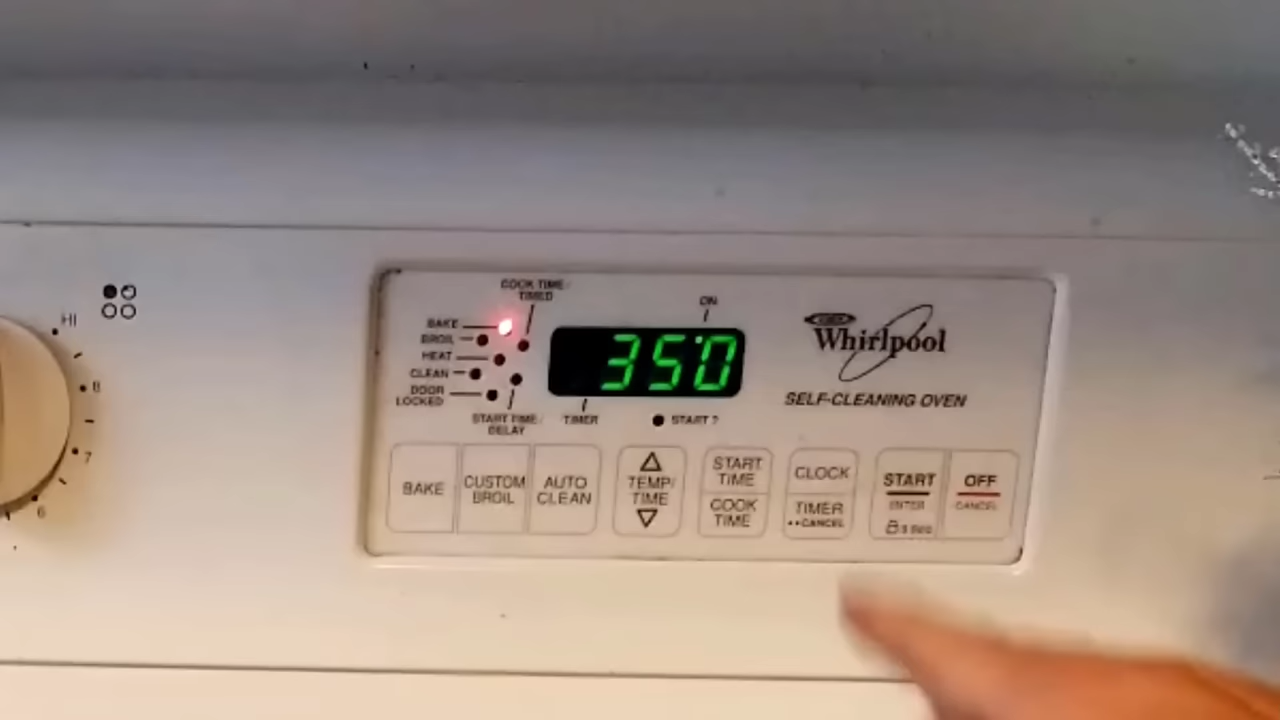 HI
8
7
6
COOK TIME/
TIMED
BAKE
BROIL
HEAT
CLEAN
DOOR
LOCKED
START TIME/
DELAY
TIMER
ON
350
START?
Whirlpool
SELF-CLEANING OVEN
BAKE
CUSTOM
BROIL
AUTO
CLEAN
TEMP/
TIME
START
TIME
COOK
TIME
CLOCK
TIMER
••CANCEL
START
ENTER
OFF
CANCEL